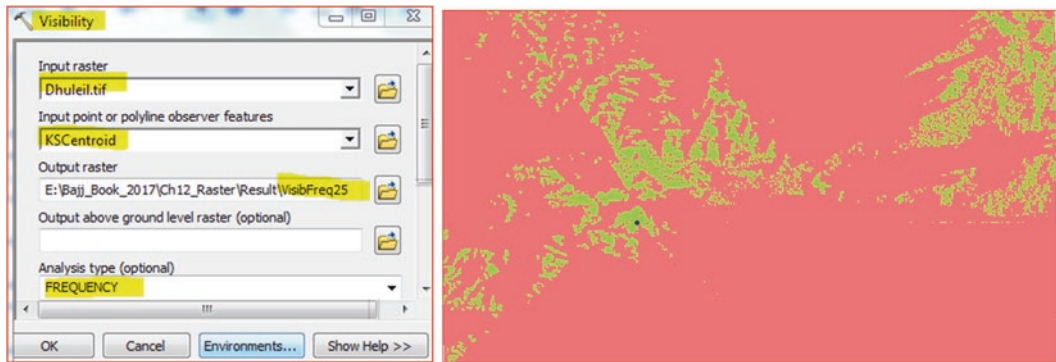 Visibility
Input raster
Dhuleil.tif
Input point or polyline observer features
KSCentroid
Output raster
E:\Bajj_Book_2017\Ch12_Raster\Result\VisibFreq25
Output above ground level raster (optional)
Analysis type (optional)
FREQUENCY
OK Cancel Environments... Show Help >>